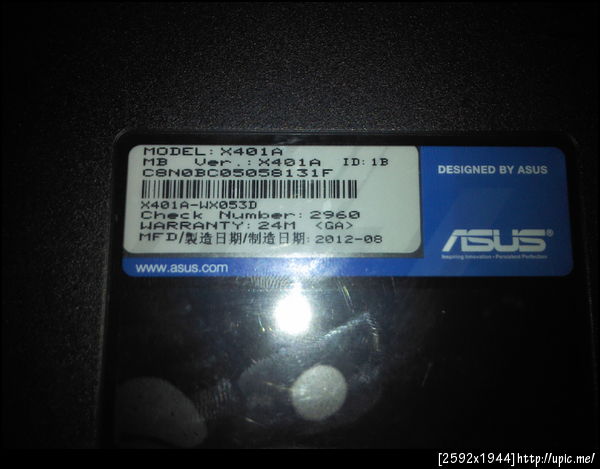 MODEL: X401A
MB Ver.: X401A ID: 1B
C8N0BC05058131F
X401A-WX053D
Check Number: 2960
WARRANTY: 24M <GA>
MFD/製造日期/制造日期: 2012-08
DESIGNED BY ASUS
ASUS®
Inspiring Innovation • Persistent Perfection
www.asus.com
[2592x1944]http://upic.me/